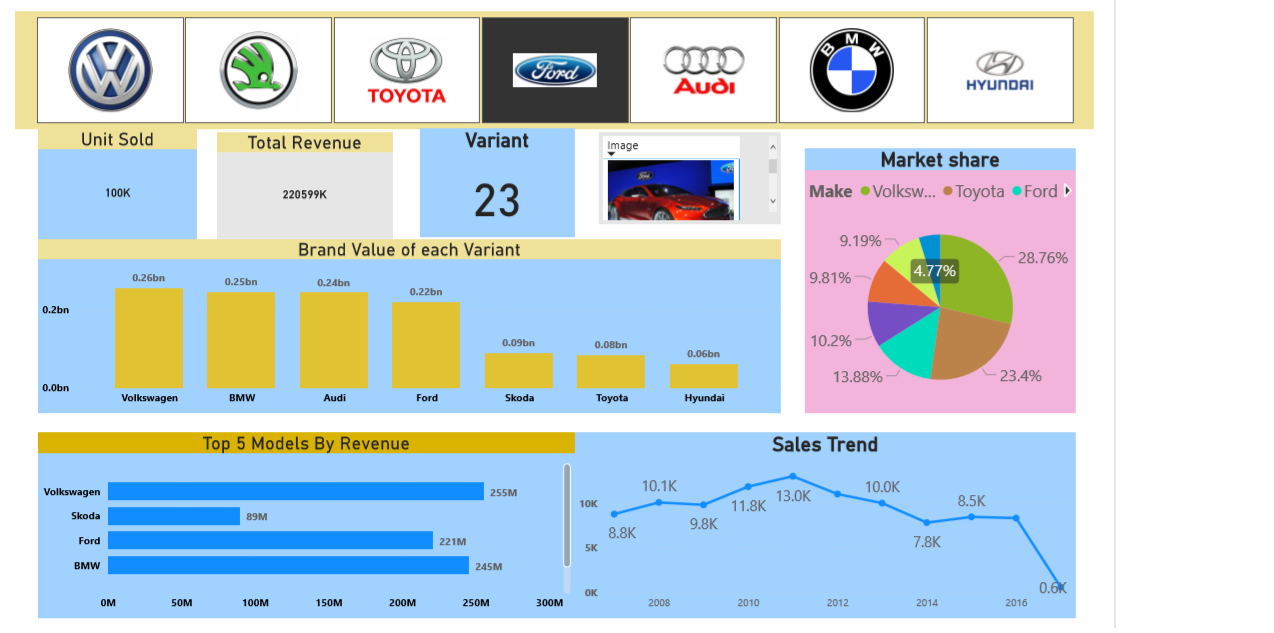 TOYOTA
Ford
Audi
BMW
HYUNDAI
Unit Sold
100K
Total Revenue
220599K
Variant
23
Image
Market share
Make Volksw... Toyota Ford
9.19%
4.77%
28.76%
9.81%
10.2%
13.88%
23.4%
Brand Value of each Variant
0.26bn 0.25bn 0.24bn 0.22bn 0.09bn 0.08bn 0.06bn
0.2bn
0.0bn
Volkswagen BMW Audi Ford Skoda Toyota Hyundai
Top 5 Models By Revenue
Volkswagen 255M
Skoda 89M
Ford 221M
BMW 245M
0M 50M 100M 150M 200M 250M 300M
Sales Trend
10K
5K
0K
8.8K 10.1K 9.8K 11.8K 13.0K 10.0K 7.8K 8.5K 0.6K
2008 2010 2012 2014 2016